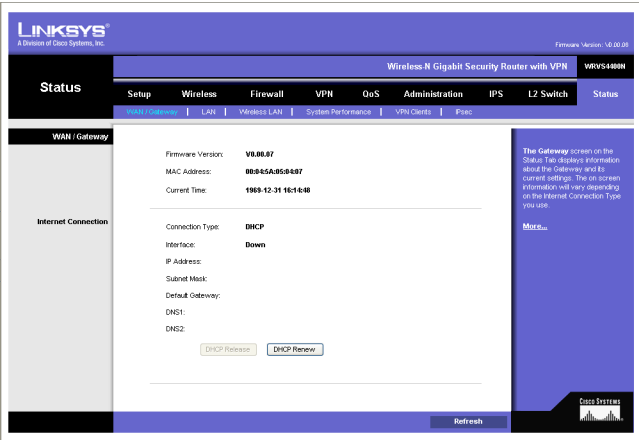 LINKSYS®
A Division of Cisco Systems, Inc.
Firmware Version: V0.00.06
Wireless-N Gigabit Security Router with VPN WRVS4400N
Status
Setup Wireless Firewall VPN QoS Administration IPS L2 Switch Status
WAN / Gateway | LAN | Wireless LAN | System Performance | VPN Clients | IPsec
WAN / Gateway
Firmware Version: V0.00.07
MAC Address: 00:04:5A:05:04:07
Current Time: 1969-12-31 16:14:48
Internet Connection
Connection Type: DHCP
Interface: Down
IP Address:
Subnet Mask:
Default Gateway:
DNS1:
DNS2:
DHCP Release DHCP Renew
The Gateway screen on the
Status Tab displays information
about the Gateway and its
current settings. The on screen
information will vary depending
on the Internet Connection Type
you use.
More...
Refresh
CISCO SYSTEMS